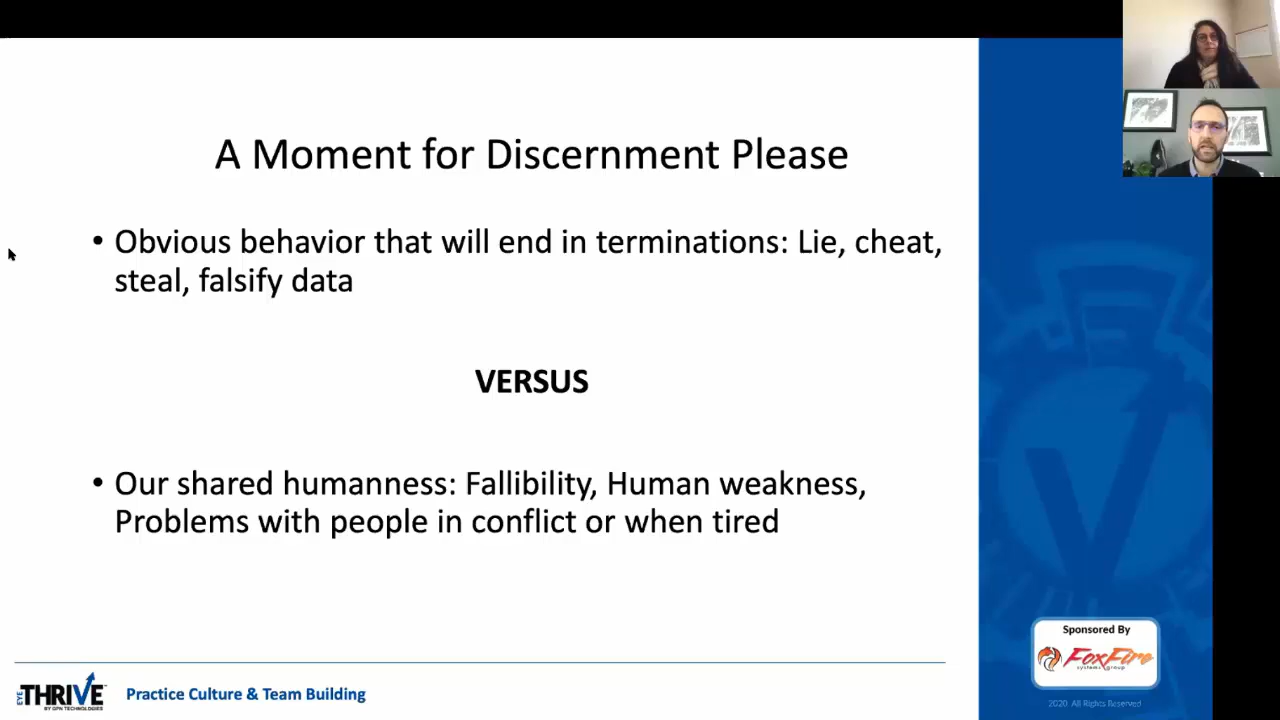 A Moment for Discernment Please
• Obvious behavior that will end in terminations: Lie, cheat,
steal, falsify data
VERSUS
• Our shared humanness: Fallibility, Human weakness,
Problems with people in conflict or when tired
Sponsored By
FoxFire
systems group
EYE THRIVE
BY GPN TECHNOLOGIES
Practice Culture & Team Building
2020 All Rights Reserved